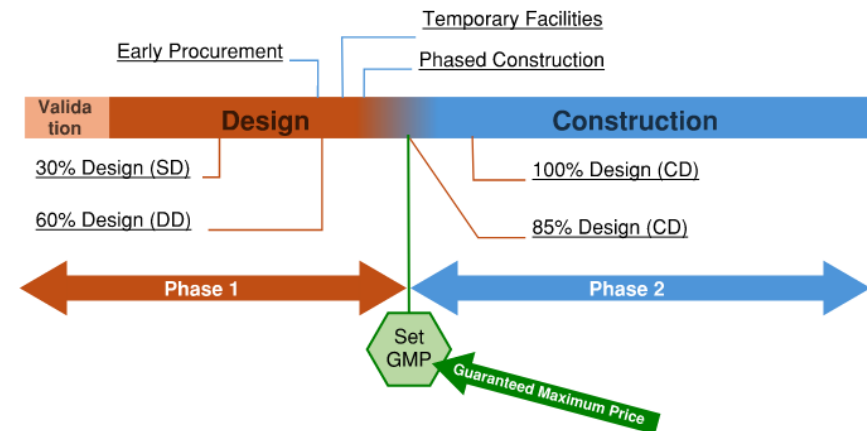 Temporary Facilities
Early Procurement
Phased Construction
Valida
tion
Design
Construction
30% Design (SD)
100% Design (CD)
60% Design (DD)
85% Design (CD)
Phase 1
Phase 2
Set
GMP
Guaranteed Maximum Price